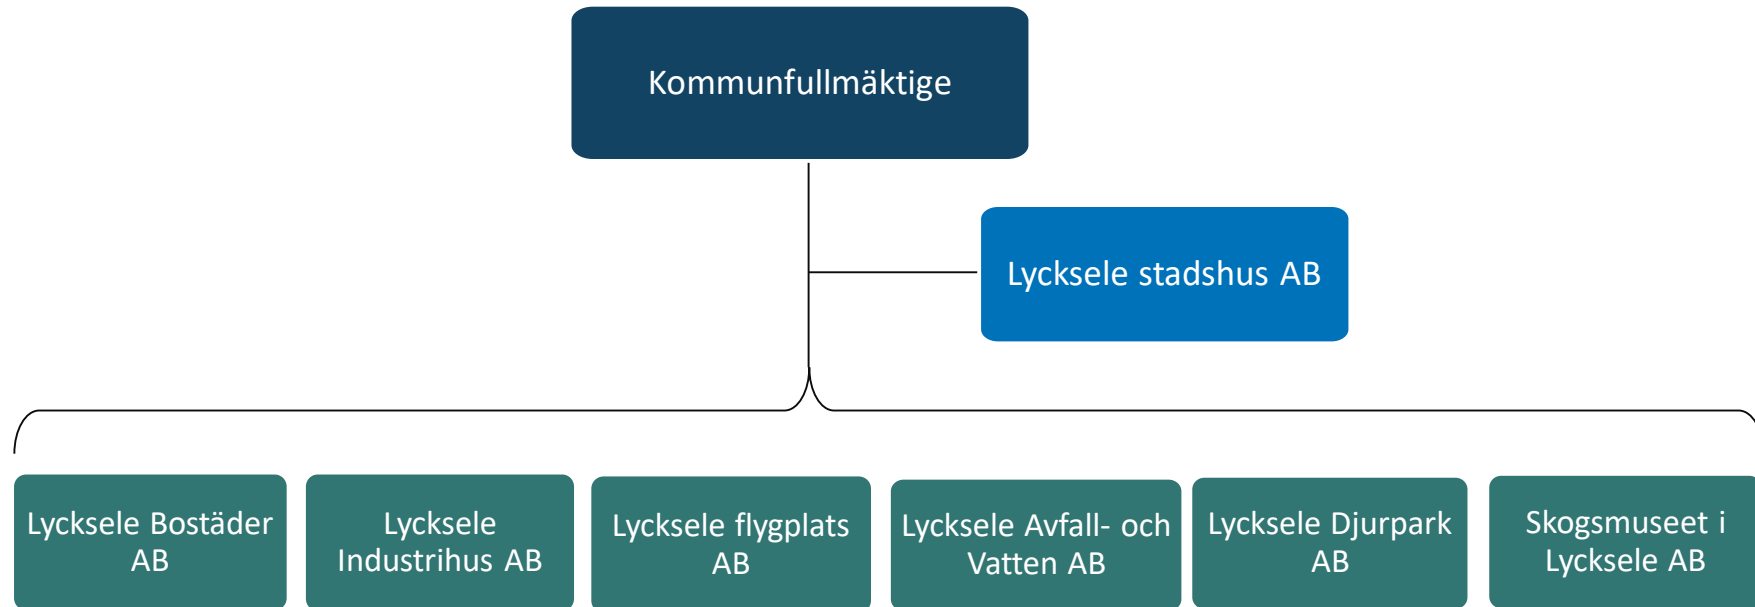 Kommunfullmäktige
Lycksele stadshus AB
Lycksele Bostäder
AB
Lycksele
Industrihus AB
Lycksele flygplats
AB
Lycksele Avfall- och
Vatten AB
Lycksele Djurpark
AB
Skogsmuseet i
Lycksele AB